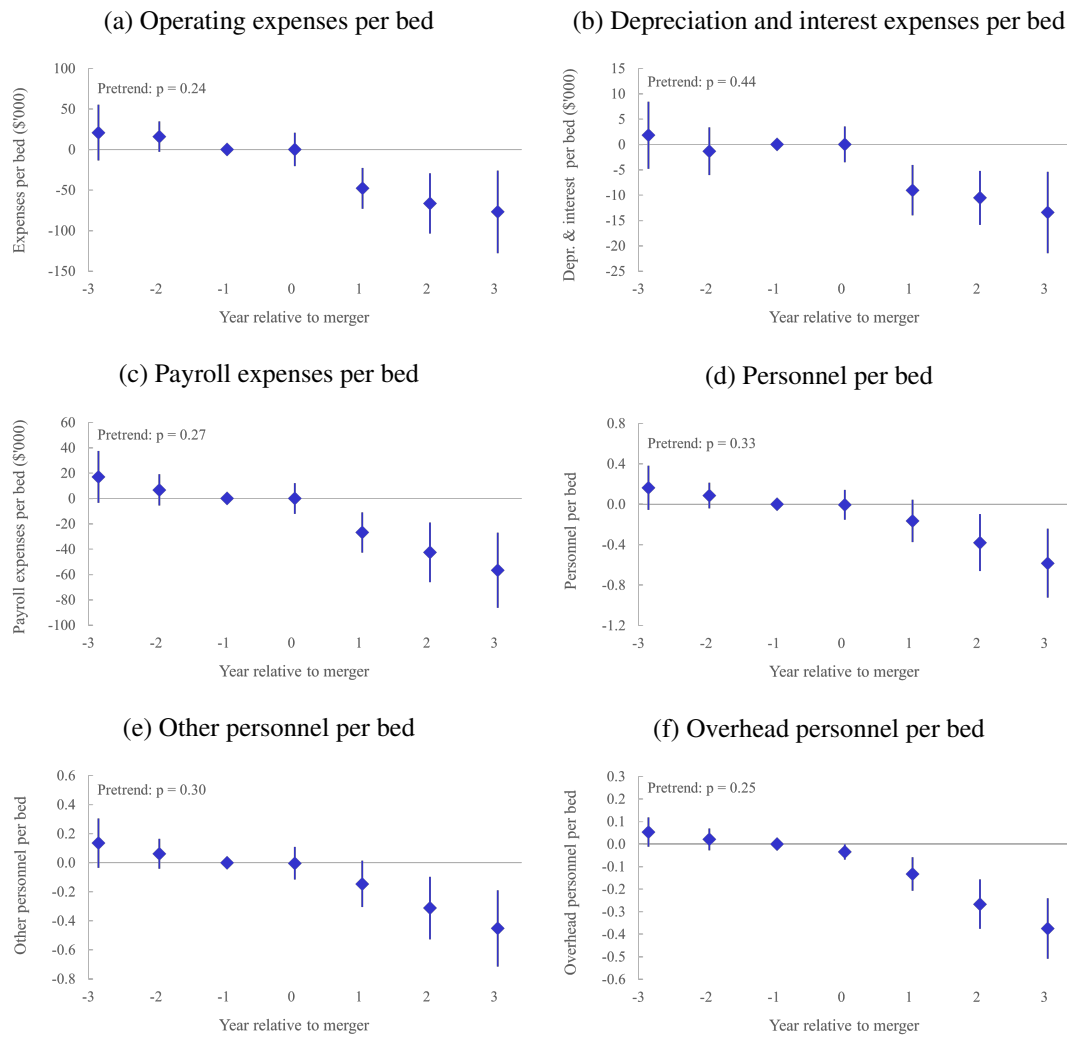 (a) Operating expenses per bed
Expenses per bed ($'000)
Pretrend: p = 0.24
100
50
0
-50
-100
-150
-3 -2 -1 0 1 2 3
Year relative to merger
(b) Depreciation and interest expenses per bed
Depr. & interest per bed ($'000)
Pretrend: p = 0.44
15
10
5
0
-5
-10
-15
-20
-25
-3 -2 -1 0 1 2 3
Year relative to merger
(c) Payroll expenses per bed
Payroll expenses per bed ($'000)
Pretrend: p = 0.27
60
40
20
0
-20
-40
-60
-80
-100
-3 -2 -1 0 1 2 3
Year relative to merger
(d) Personnel per bed
Personnel per bed
Pretrend: p = 0.33
0.8
0.4
0.0
-0.4
-0.8
-1.2
-3 -2 -1 0 1 2 3
Year relative to merger
(e) Other personnel per bed
Other personnel per bed
Pretrend: p = 0.30
0.6
0.4
0.2
0.0
-0.2
-0.4
-0.6
-0.8
-3 -2 -1 0 1 2 3
Year relative to merger
(f) Overhead personnel per bed
Overhead personnel per bed
Pretrend: p = 0.25
0.3
0.2
0.1
0.0
-0.1
-0.2
-0.3
-0.4
-0.5
-0.6
-3 -2 -1 0 1 2 3
Year relative to merger